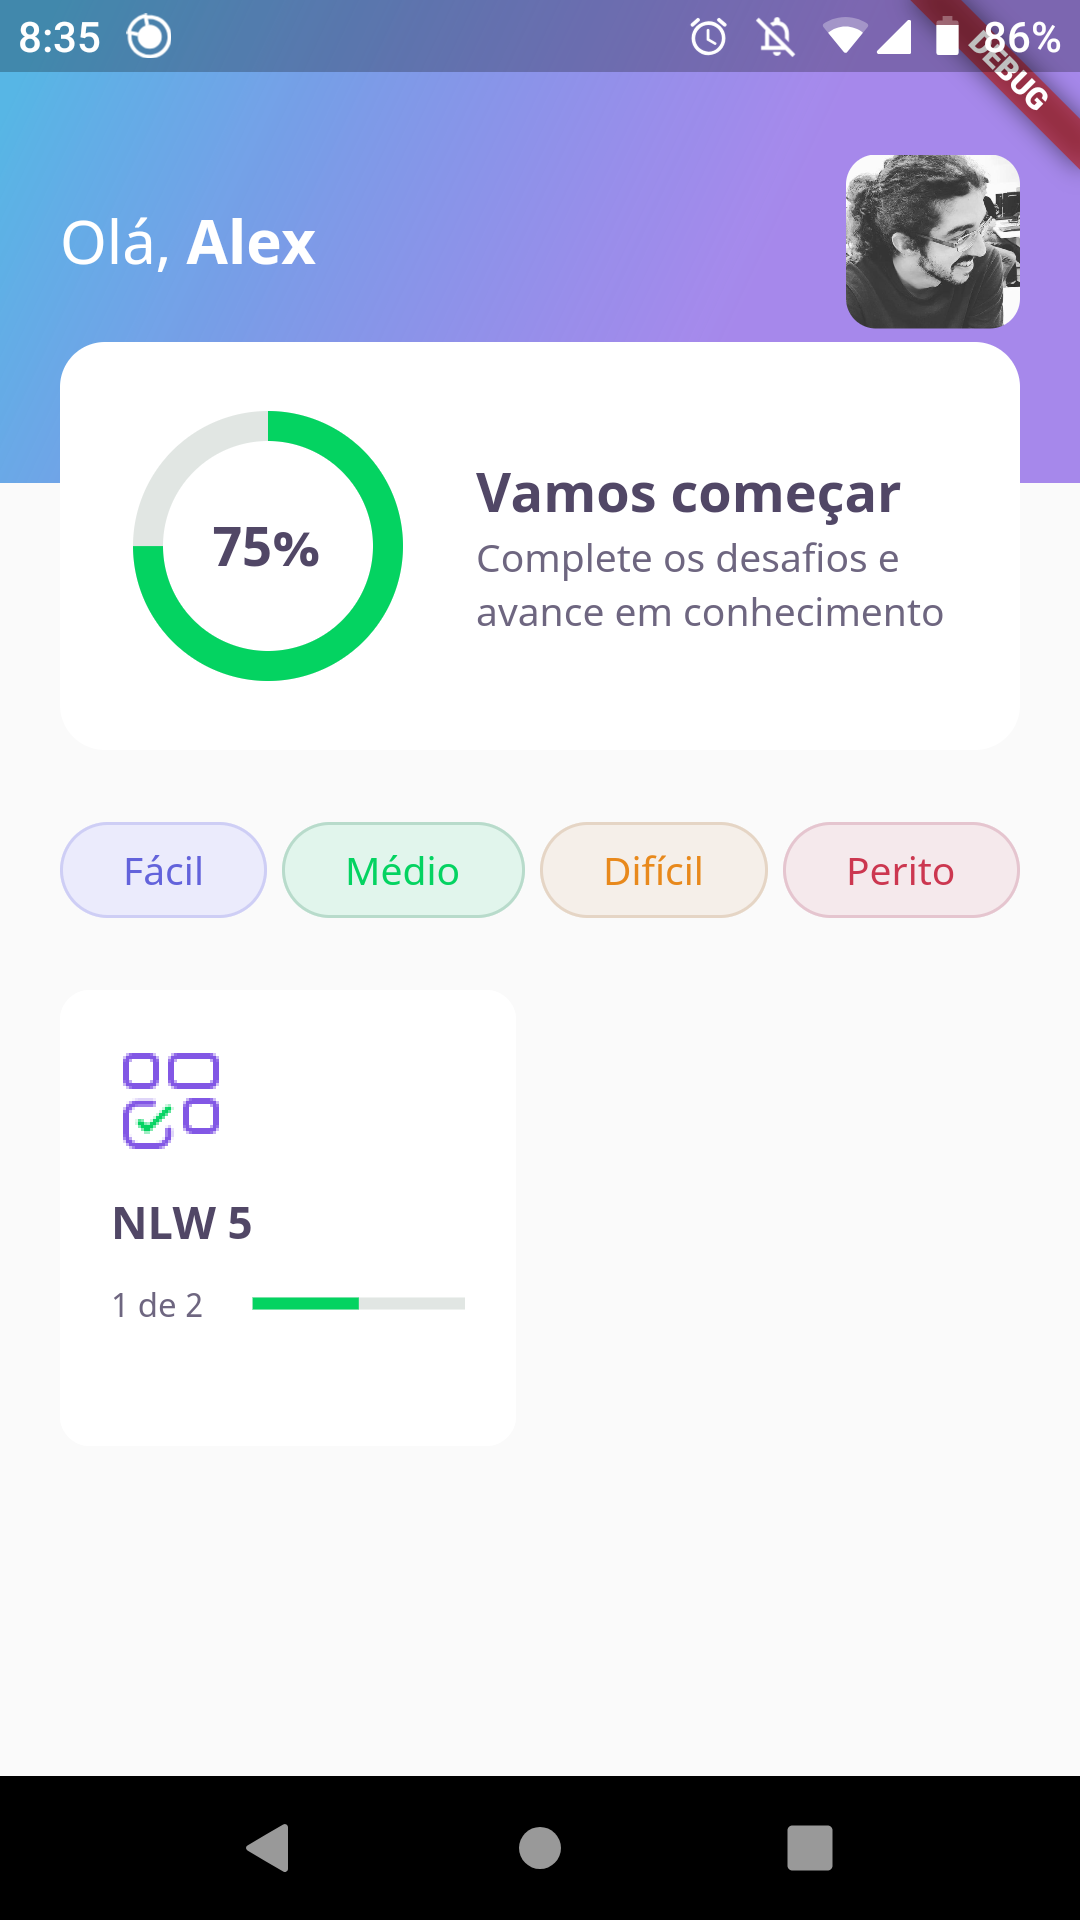 8:35
86%
DEBUG
Olá, Alex
75%
Vamos começar
Complete os desafios e
avance em conhecimento
Fácil
Médio
Difícil
Perito
NLW 5
1 de 2